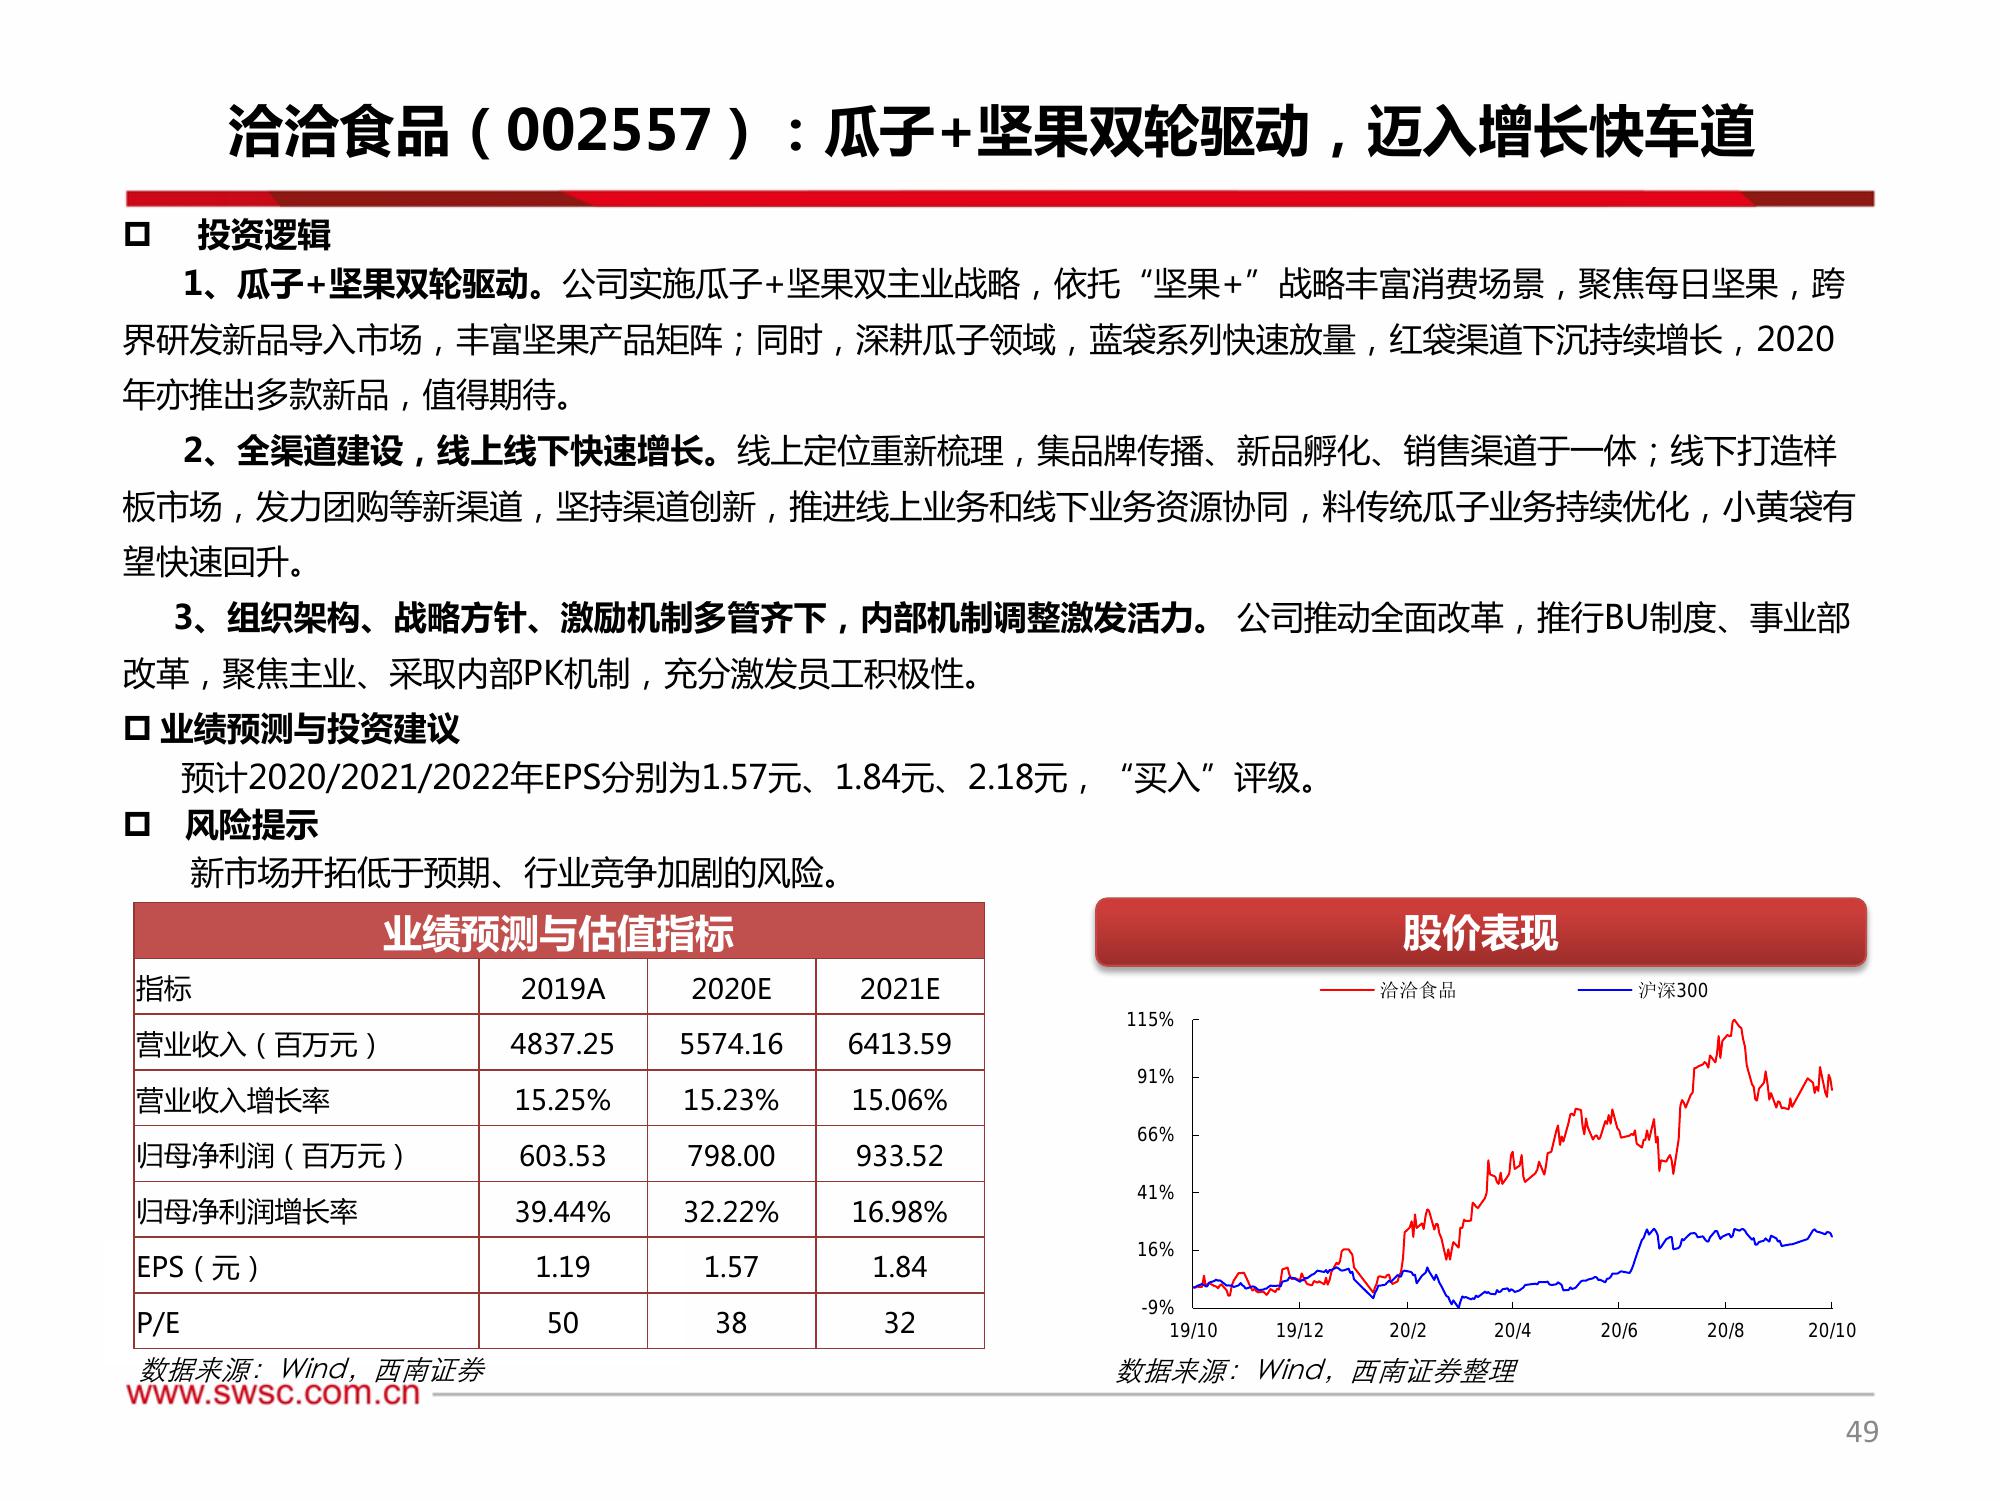 洽洽食品（002557）：瓜子+坚果双轮驱动，迈入增长快车道
投资逻辑
1、瓜子+坚果双轮驱动。公司实施瓜子+坚果双主业战略，依托“坚果+”战略丰富消费场景，聚焦每日坚果，跨
界研发新品导入市场，丰富坚果产品矩阵；同时，深耕瓜子领域，蓝袋系列快速放量，红袋渠道下沉持续增长，2020
年亦推出多款新品，值得期待。
2、全渠道建设，线上线下快速增长。线上定位重新梳理，集品牌传播、新品孵化、销售渠道于一体；线下打造样
板市场，发力团购等新渠道，坚持渠道创新，推进线上业务和线下业务资源协同，料传统瓜子业务持续优化，小黄袋有
望快速回升。
3、组织架构、战略方针、激励机制多管齐下，内部机制调整激发活力。 公司推动全面改革，推行BU制度、事业部
改革，聚焦主业、采取内部PK机制，充分激发员工积极性。
业绩预测与投资建议
预计2020/2021/2022年EPS分别为1.57元、1.84元、2.18元，“买入”评级。
风险提示
新市场开拓低于预期、行业竞争加剧的风险。
业绩预测与估值指标
指标 2019A 2020E 2021E
营业收入（百万元） 4837.25 5574.16 6413.59
营业收入增长率 15.25% 15.23% 15.06%
归母净利润（百万元） 603.53 798.00 933.52
归母净利润增长率 39.44% 32.22% 16.98%
EPS（元） 1.19 1.57 1.84
P/E 50 38 32
数据来源：Wind，西南证券
股价表现
洽洽食品 沪深300
115%
91%
66%
41%
16%
-9%
19/10 19/12 20/2 20/4 20/6 20/8 20/10
数据来源：Wind，西南证券整理
www.swsc.com.cn
49